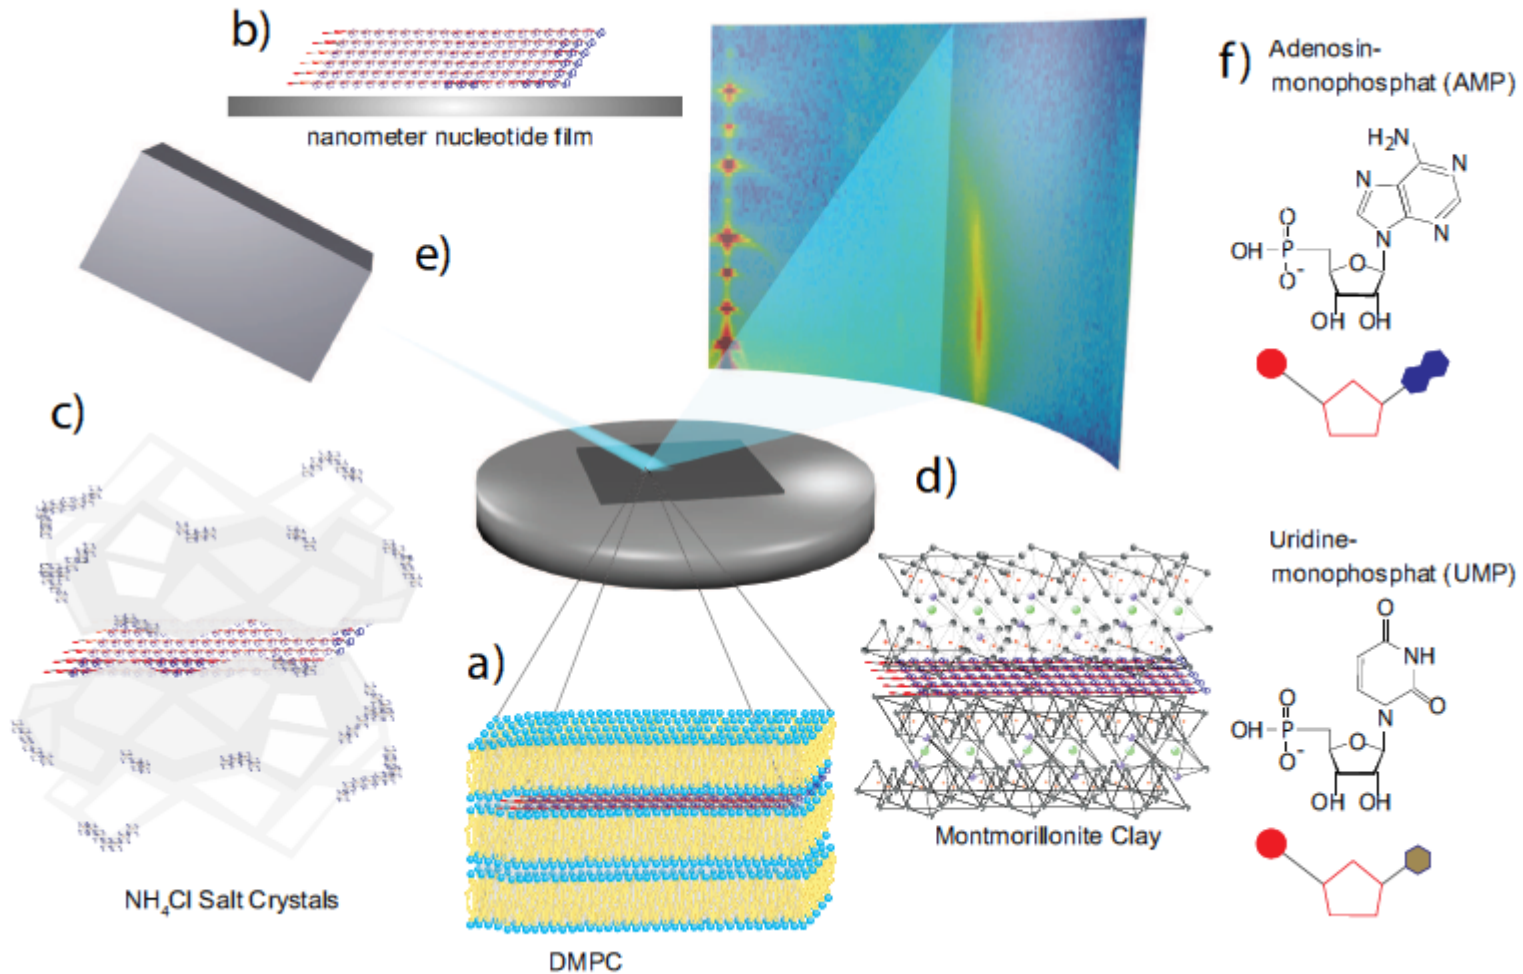 b)
nanometer nucleotide film
e)
f)
Adenosin-
monophosphat (AMP)
H₂N
N
N
N
N
O
OH
P
O⁻
O
OH
OH
c)
NH₄Cl Salt Crystals
a)
DMPC
d)
Montmorillonite Clay
Uridine-
monophosphat (UMP)
O
NH
O
N
O
OH
P
O⁻
O
OH
OH